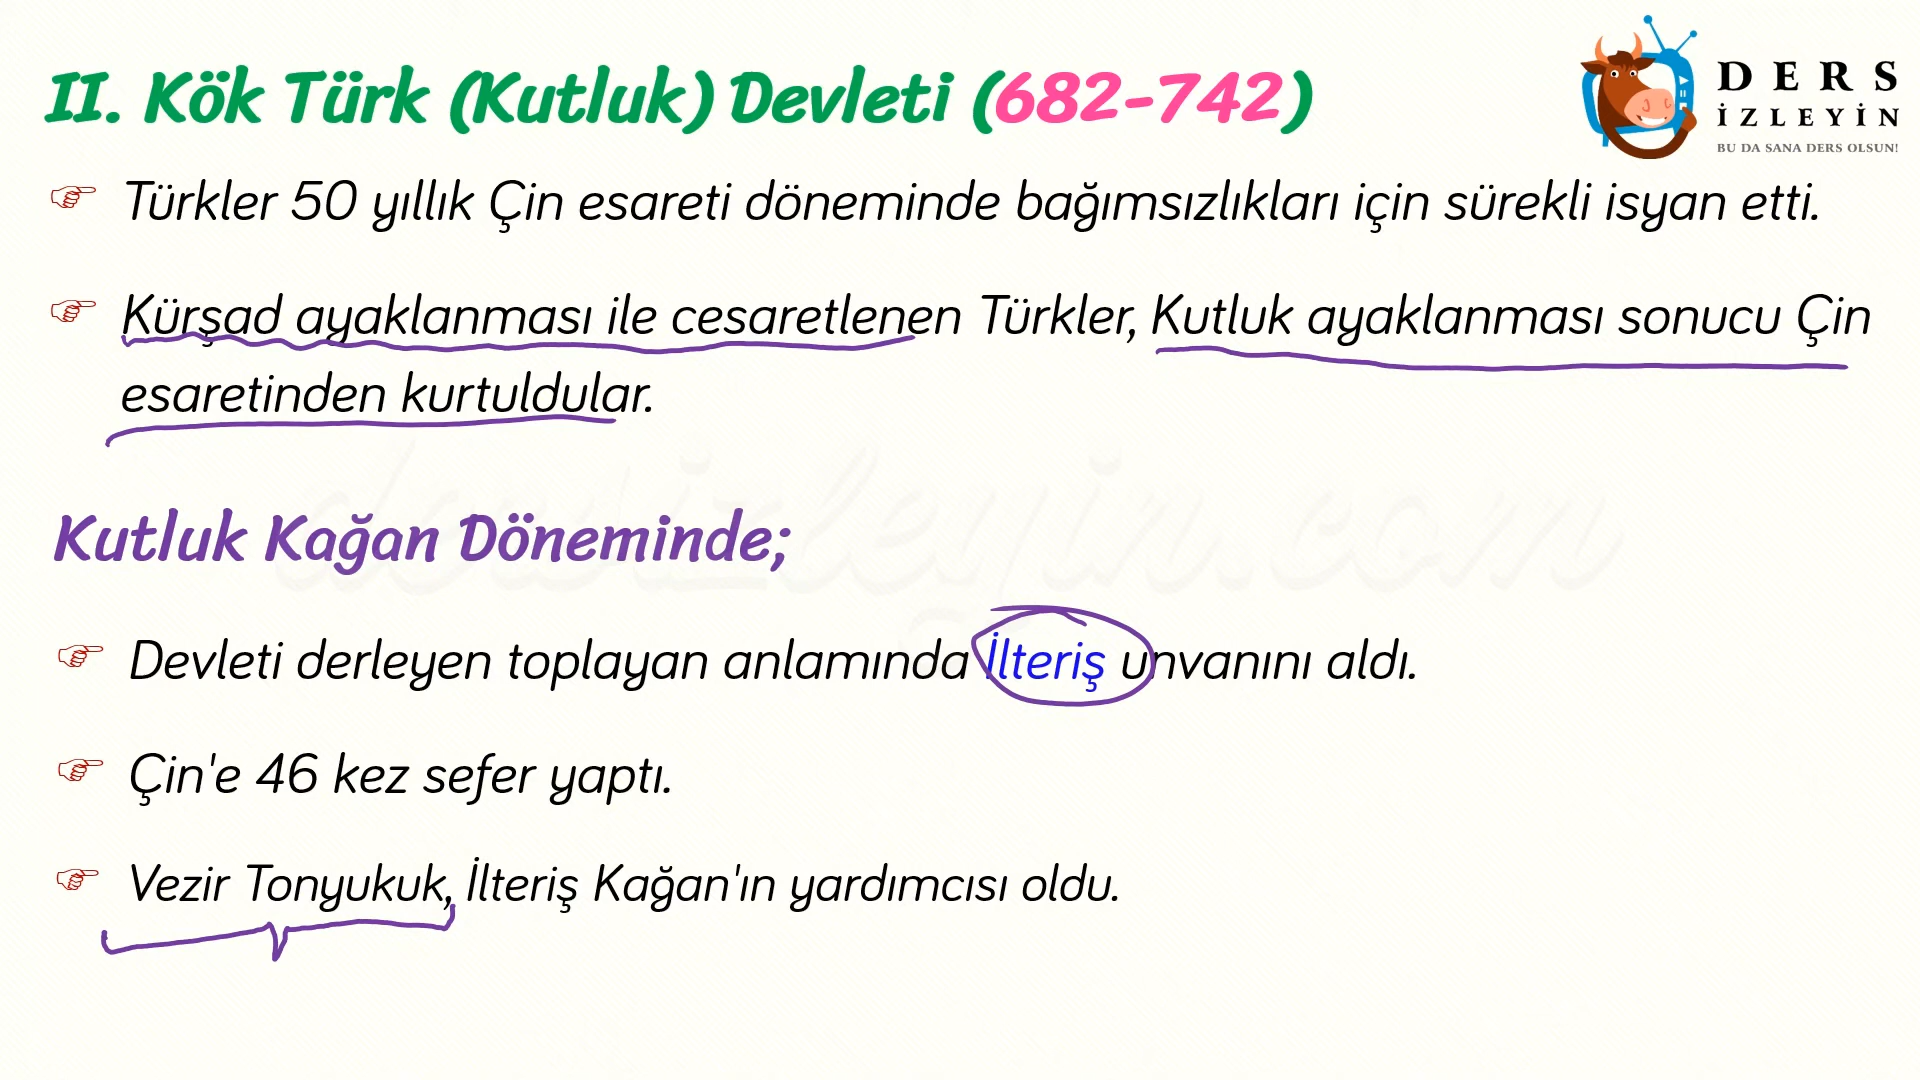 II. Kök Türk (Kutluk) Devleti (682-742)
DERS
İZLEYİN
BU DA SANA DERS OLSUN!
Türkler 50 yıllık Çin esareti döneminde bağımsızlıkları için sürekli isyan etti.
Kürşad ayaklanması ile cesaretlenen Türkler, Kutluk ayaklanması sonucu Çin
esaretinden kurtuldular.
dersizleyin.com
Kutluk Kağan Döneminde;
Devleti derleyen toplayan anlamında İlteriş unvanını aldı.
Çin'e 46 kez sefer yaptı.
Vezir Tonyukuk, İlteriş Kağan'ın yardımcısı oldu.